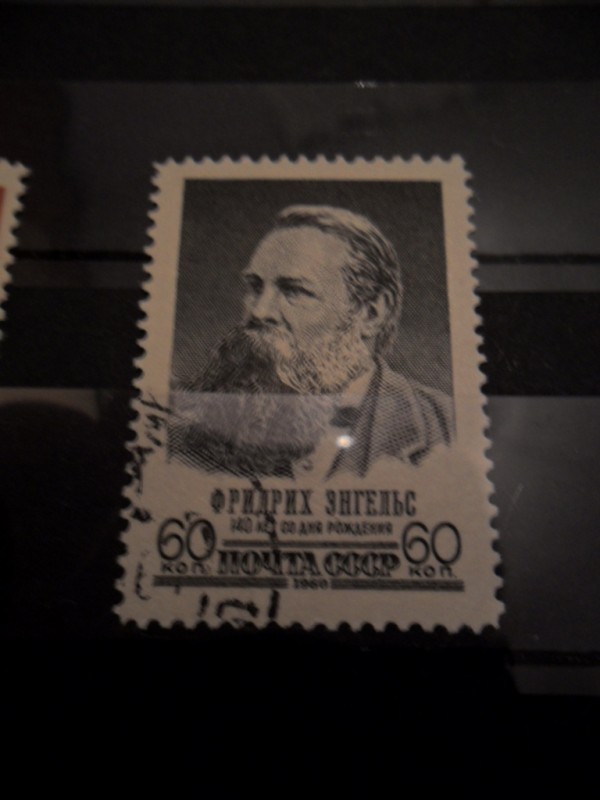 ФРИДРИХ ЭНГЕЛЬС
140 лет со дня рождения
60 КОП. ПОЧТА СССР 60 КОП.
1960